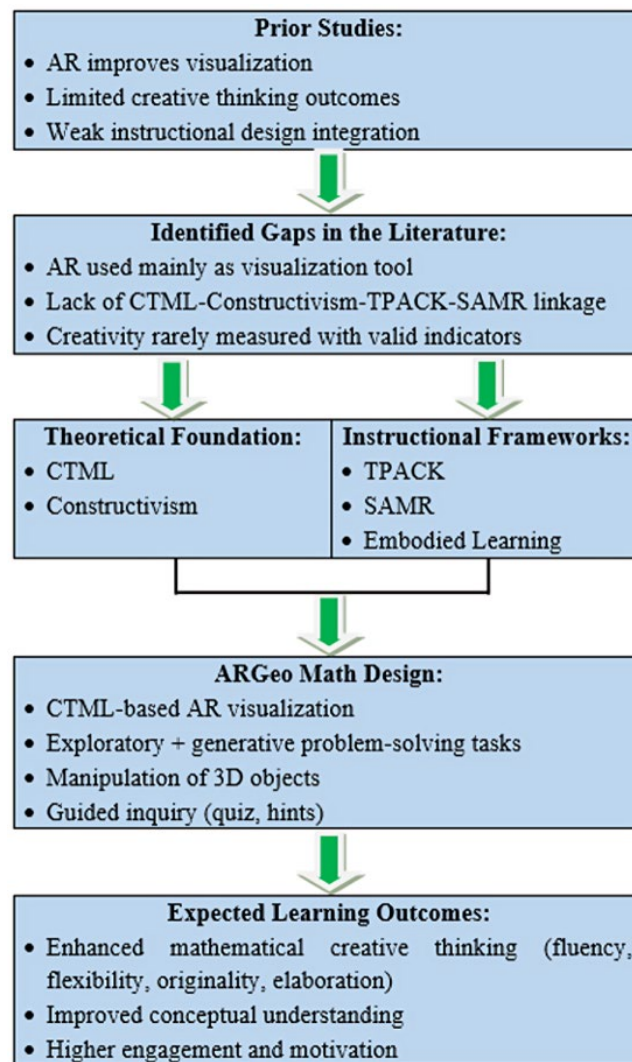 Prior Studies:
• AR improves visualization
• Limited creative thinking outcomes
• Weak instructional design integration
Identified Gaps in the Literature:
• AR used mainly as visualization tool
• Lack of CTML-Constructivism-TPACK-SAMR linkage
• Creativity rarely measured with valid indicators
Theoretical Foundation:
• CTML
• Constructivism
Instructional Frameworks:
• TPACK
• SAMR
• Embodied Learning
ARGeo Math Design:
• CTML-based AR visualization
• Exploratory + generative problem-solving tasks
• Manipulation of 3D objects
• Guided inquiry (quiz, hints)
Expected Learning Outcomes:
• Enhanced mathematical creative thinking (fluency,
flexibility, originality, elaboration)
• Improved conceptual understanding
• Higher engagement and motivation